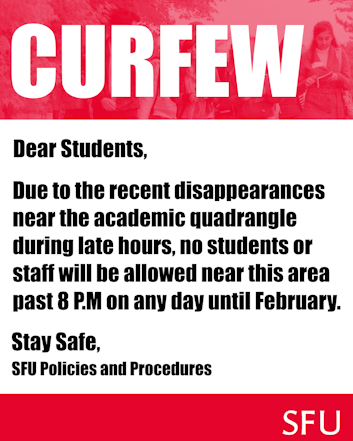 CURFEW
Dear Students,
Due to the recent disappearances
near the academic quadrangle
during late hours, no students or
staff will be allowed near this area
past 8 P.M on any day until February.
Stay Safe,
SFU Policies and Procedures
SFU